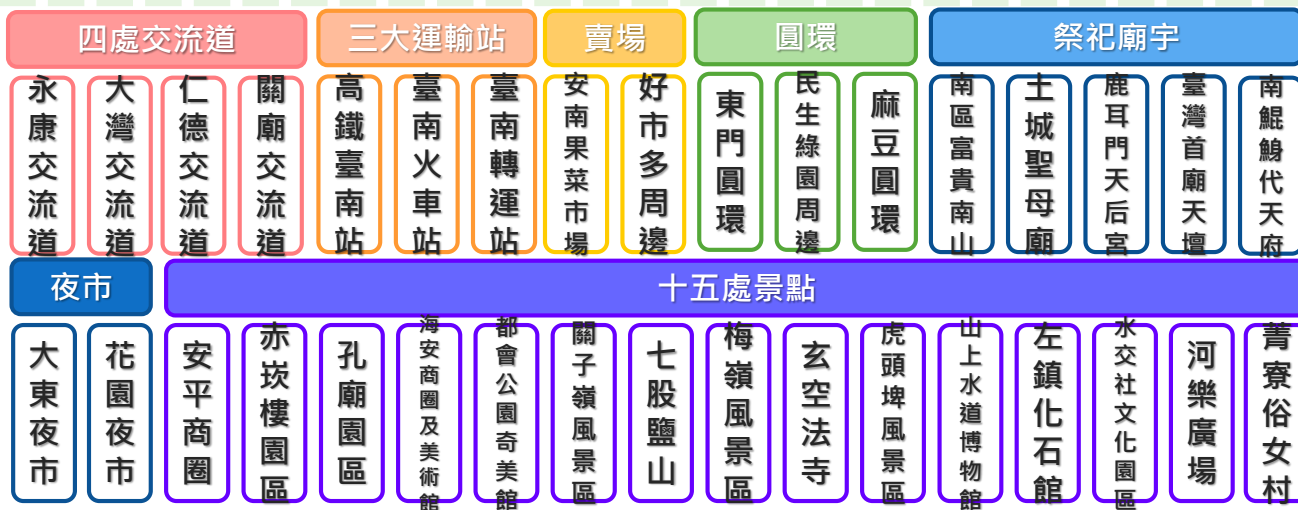 四處交流道
永康交流道
大灣交流道
仁德交流道
關廟交流道
三大運輸站
高鐵臺南站
臺南火車站
臺南轉運站
賣場
安南果菜市場
好市多周邊
圓環
東門圓環
民生綠園周邊
麻豆圓環
祭祀廟宇
南區富貴南山
土城聖母廟
鹿耳門天后宮
臺灣首廟天壇
南鯤鯓代天府
夜市
大東夜市
花園夜市
十五處景點
安平商圈
赤崁樓園區
孔廟園區
海安商圈及美術館
都會公園奇美館
關子嶺風景區
七股鹽山
梅嶺風景區
玄空法寺
虎頭埤風景區
山上水道博物館
左鎮化石館
水交社文化園區
河樂廣場
菁寮俗女村